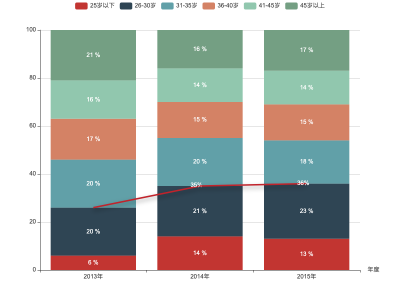 25岁以下 26-30岁 31-35岁 36-40岁 41-45岁 45岁以上
100
80
60
40
20
0
21 % 16 % 17 %
16 % 14 % 14 %
17 % 15 % 15 %
20 % 20 % 18 %
35% 36%
20 % 21 % 23 %
6 % 14 % 13 %
2013年 2014年 2015年 年度